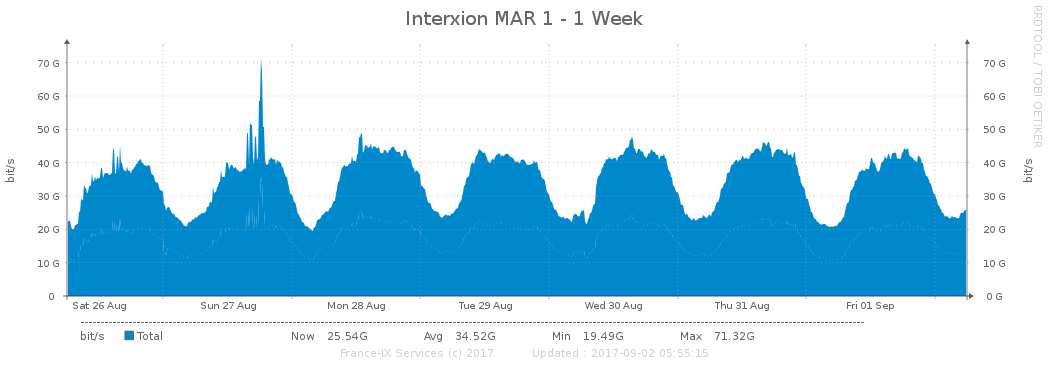 Interxion MAR 1 - 1 Week
RRDTOOL / TOBI OETIKER
bit/s
bit/s
70 G 70 G
60 G 60 G
50 G 50 G
40 G 40 G
30 G 30 G
20 G 20 G
10 G 10 G
0 0 G
Sat 26 Aug Sun 27 Aug Mon 28 Aug Tue 29 Aug Wed 30 Aug Thu 31 Aug Fri 01 Sep
bit/s Total Now 25.54G Avg 34.52G Min 19.49G Max 71.32G
France-IX Services (c) 2017 Updated : 2017-09-02 05:55:15